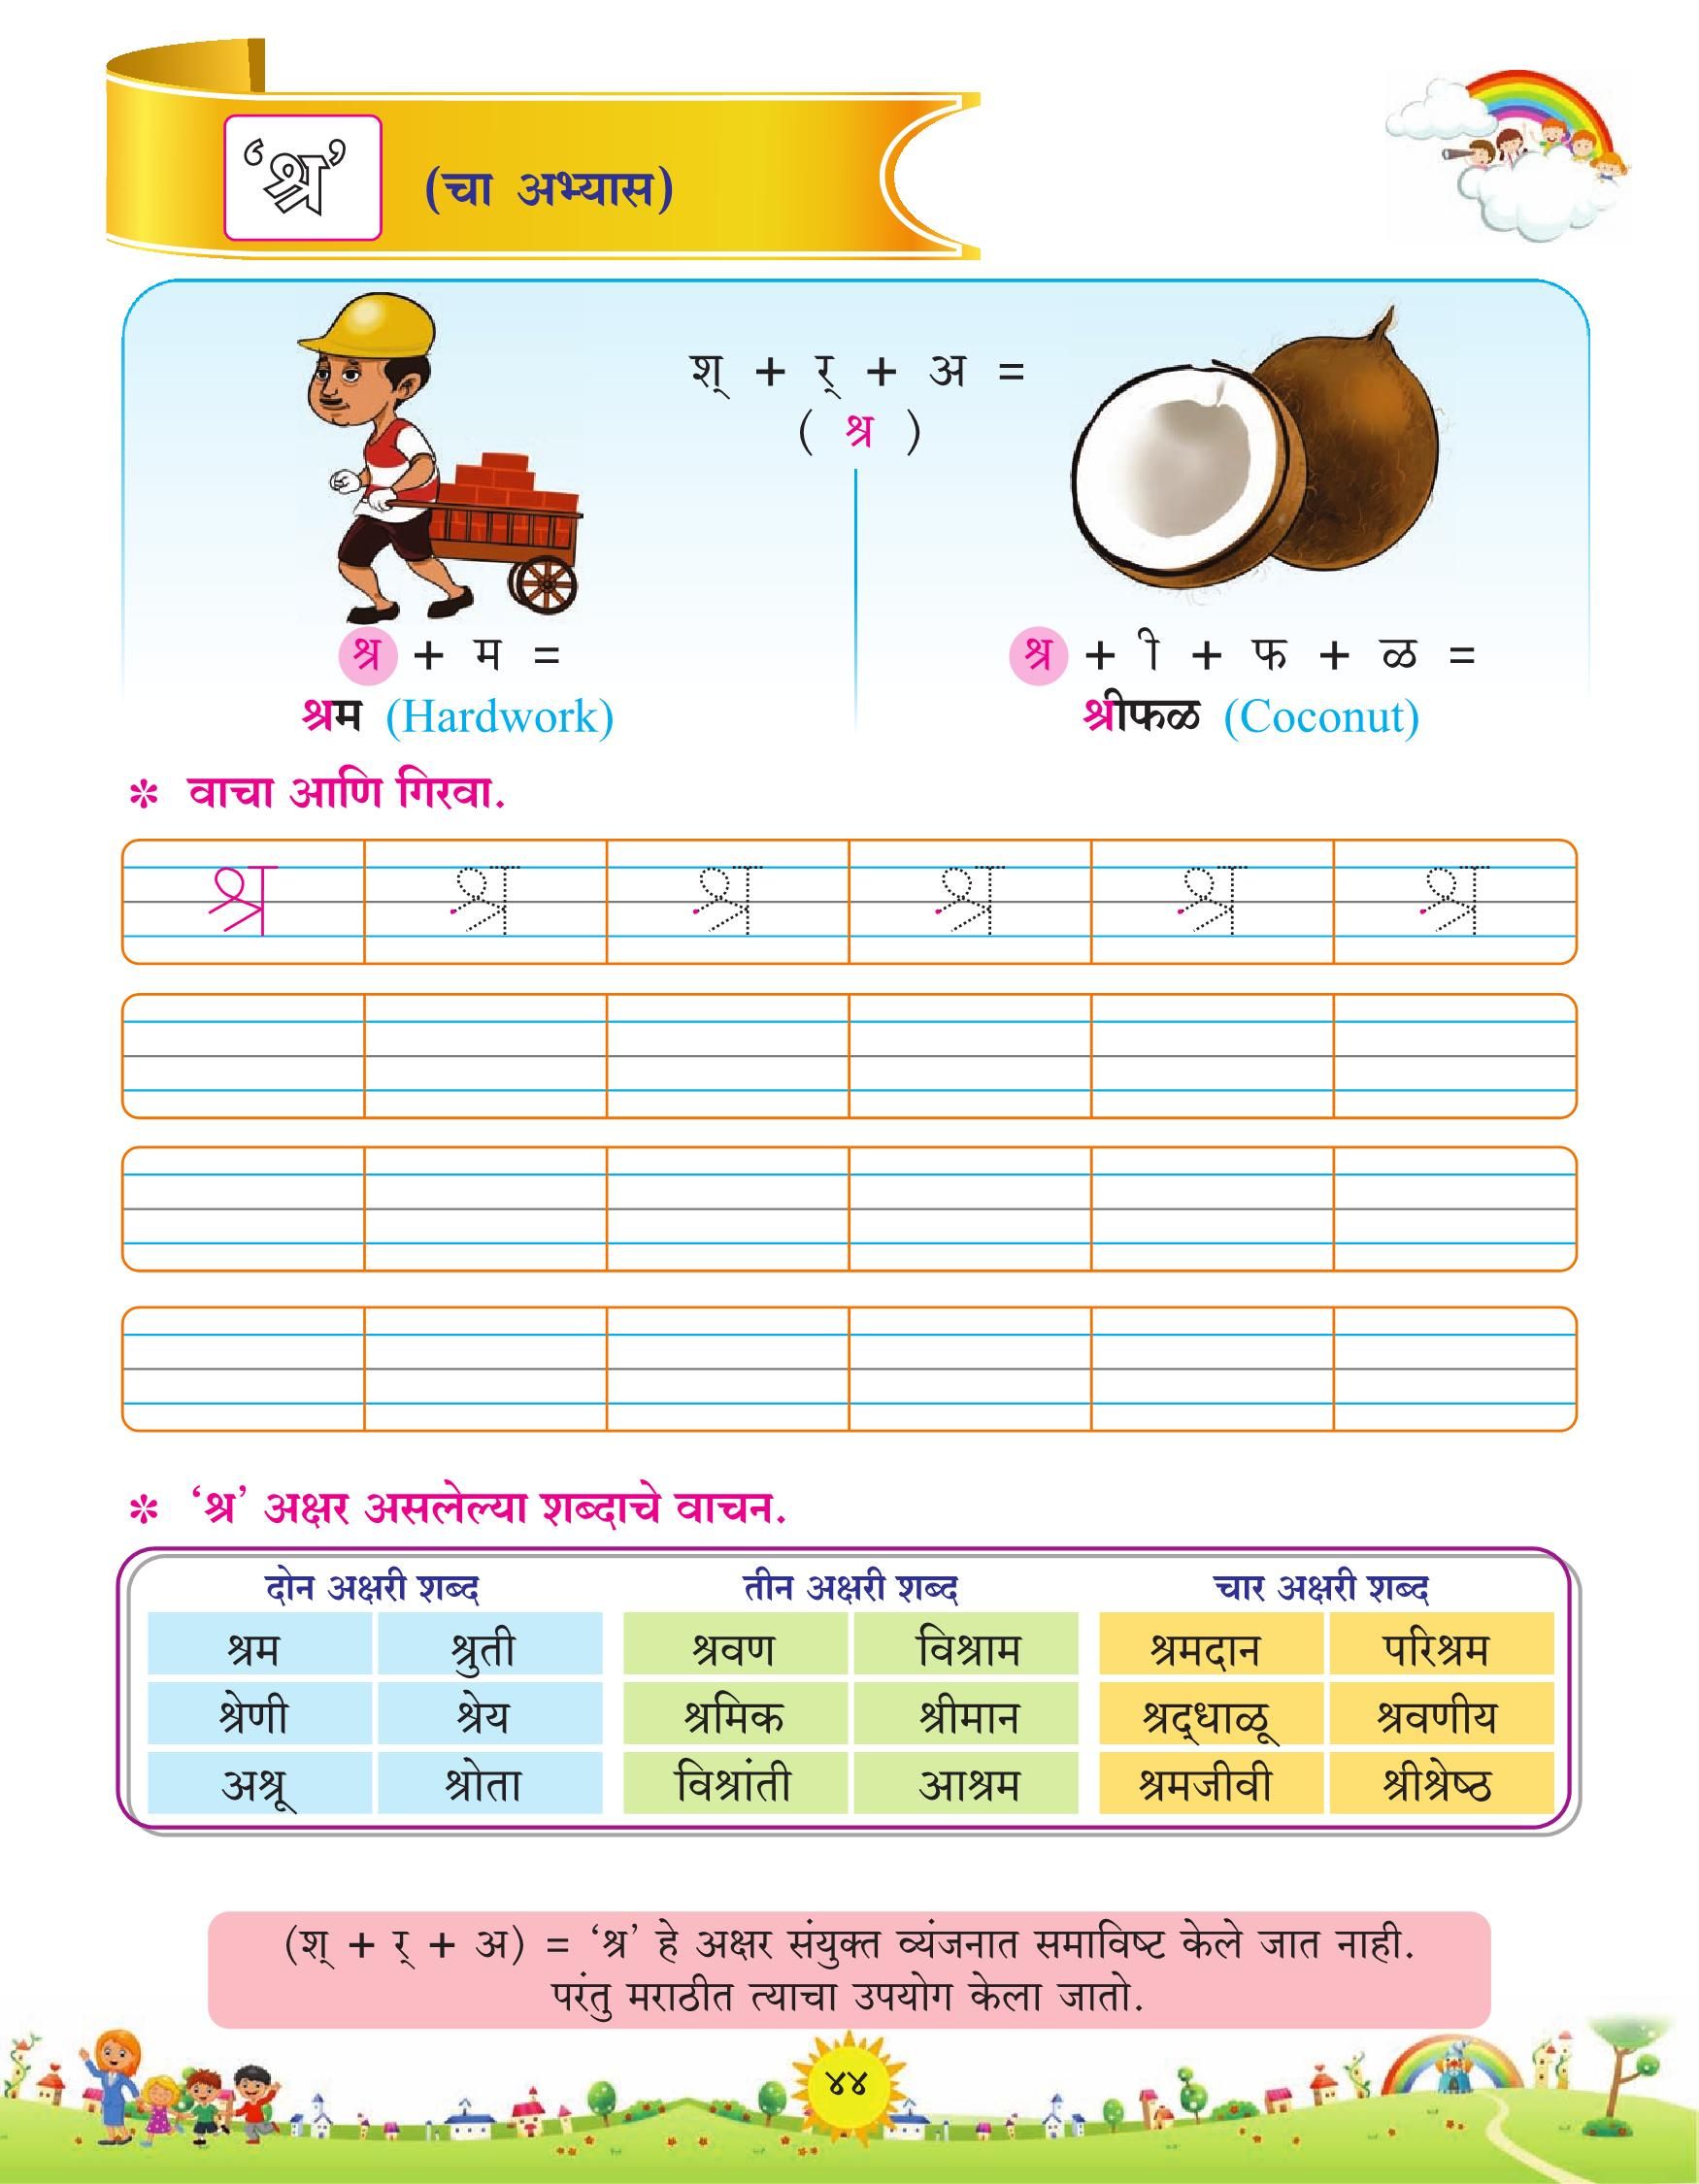 ‘श्र’ (चा अभ्यास)
श् + र् + अ =
( श्र )
श्र + म =
श्रम (Hardwork)
श्र + ी + फ + ळ =
श्रीफळ (Coconut)
* वाचा आणि गिरवा.
श्र श्र श्र श्र श्र श्र
* ‘श्र’ अक्षर असलेल्या शब्दाचे वाचन.
दोन अक्षरी शब्द तीन अक्षरी शब्द चार अक्षरी शब्द
श्रम श्रुती श्रवण विश्राम श्रमदान परिश्रम
श्रेणी श्रेय श्रमिक श्रीमान श्रद्‌धाळू श्रवणीय
अश्रू श्रोता विश्रांती आश्रम श्रमजीवी श्रीश्रेष्ठ
(श् + र् + अ) = ‘श्र’ हे अक्षर संयुक्त व्यंजनात समाविष्ट केले जात नाही.
परंतु मराठीत त्याचा उपयोग केला जातो.
४४